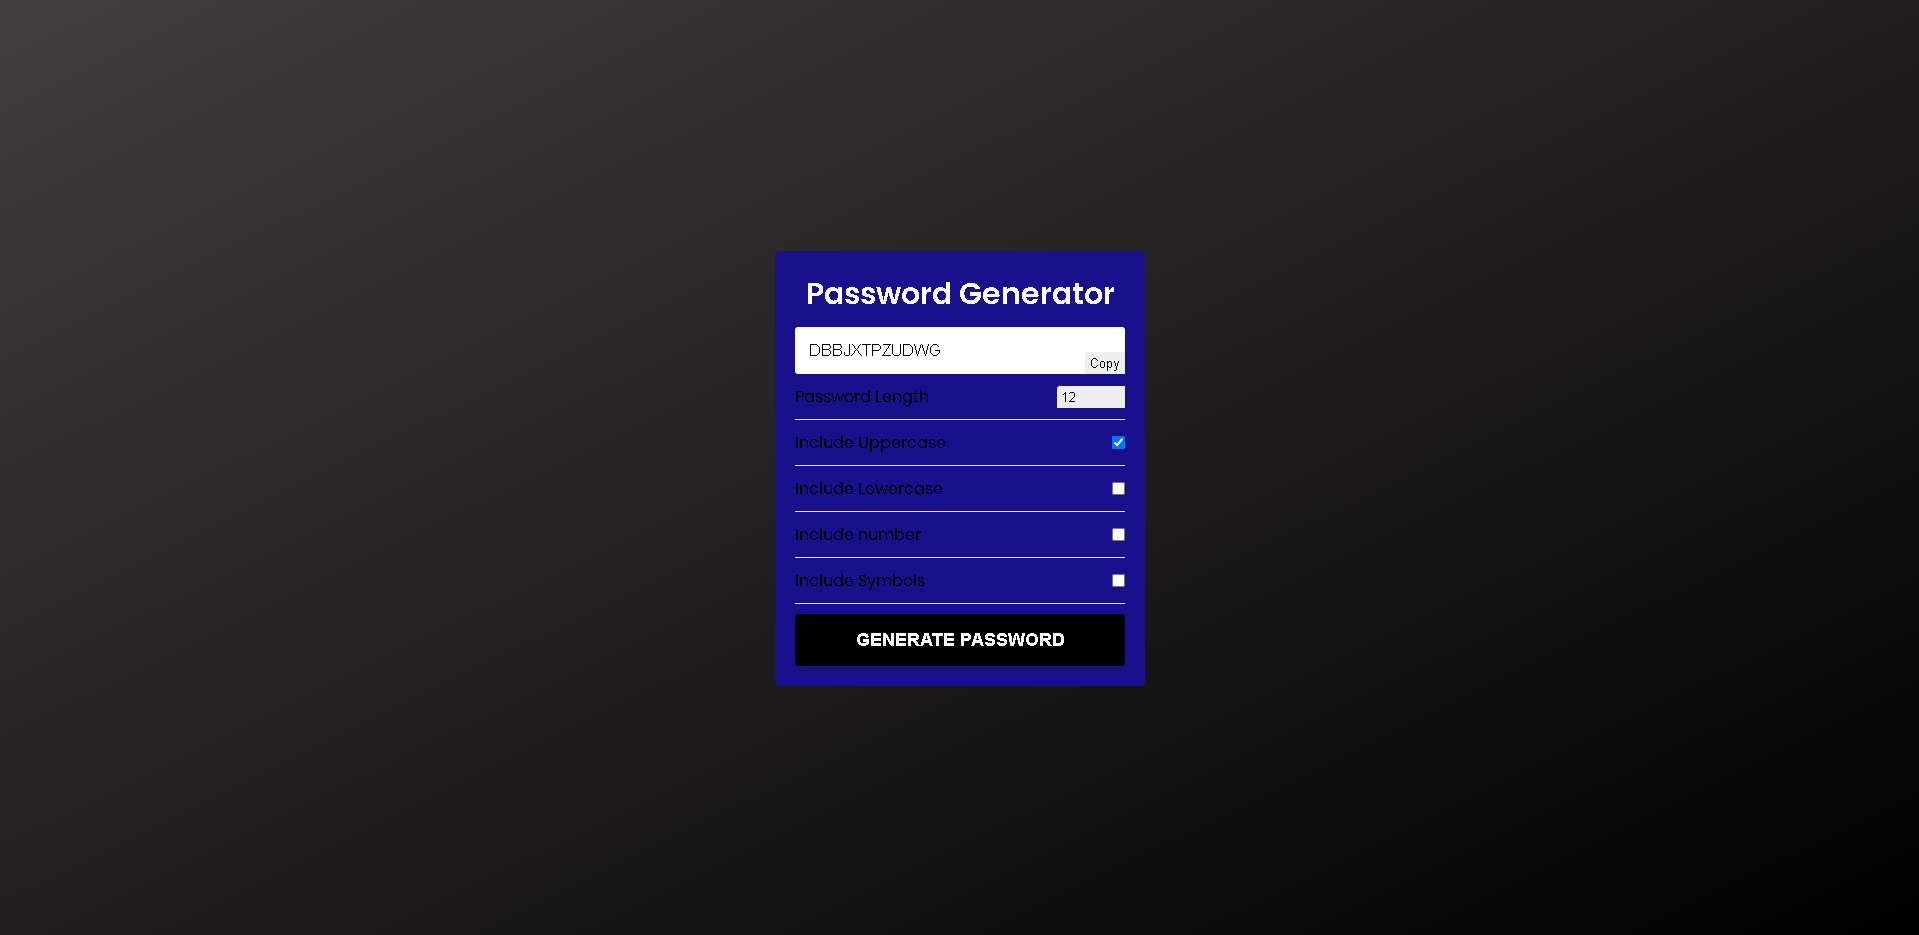 Password Generator
DBBJXTPZUDWG
Copy
Password Length 12
Include Uppercase
Include Lowercase
Include number
Include Symbols
GENERATE PASSWORD